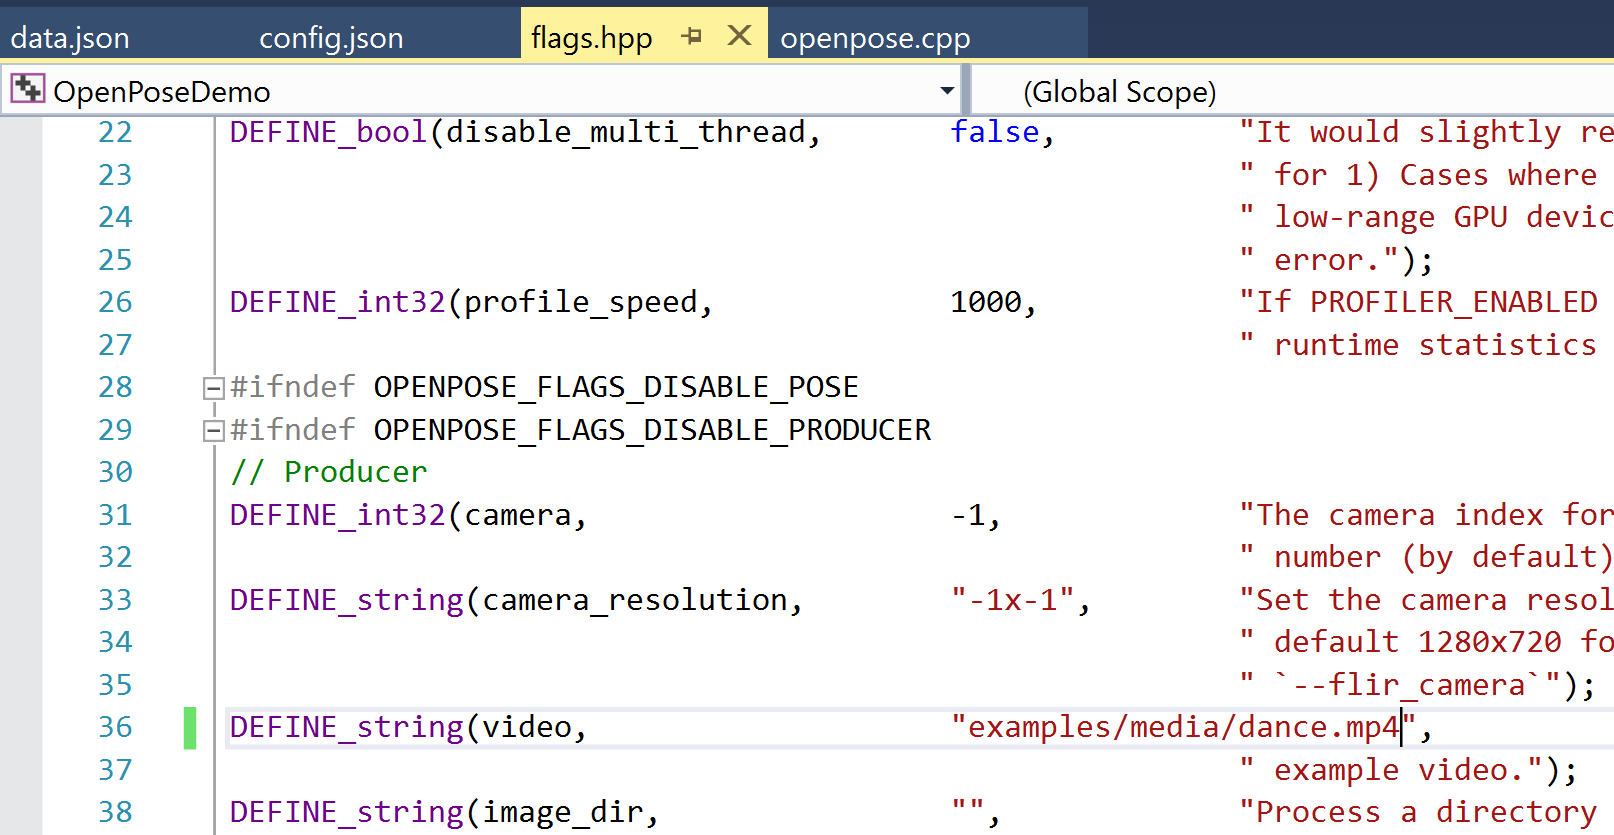 data.json config.json flags.hpp openpose.cpp
OpenPoseDemo (Global Scope)
22 DEFINE_bool(disable_multi_thread, false, "It would slightly re
23 " for 1) Cases where
24 " low-range GPU devic
25 " error.");
26 DEFINE_int32(profile_speed, 1000, "If PROFILER_ENABLED
27 " runtime statistics
28 #ifndef OPENPOSE_FLAGS_DISABLE_POSE
29 #ifndef OPENPOSE_FLAGS_DISABLE_PRODUCER
30 // Producer
31 DEFINE_int32(camera, -1, "The camera index for
32 " number (by default)
33 DEFINE_string(camera_resolution, "-1x-1", "Set the camera resol
34 " default 1280x720 fo
35 " `--flir_camera`");
36 DEFINE_string(video, "examples/media/dance.mp4",
37 " example video.");
38 DEFINE_string(image_dir, "", "Process a directory